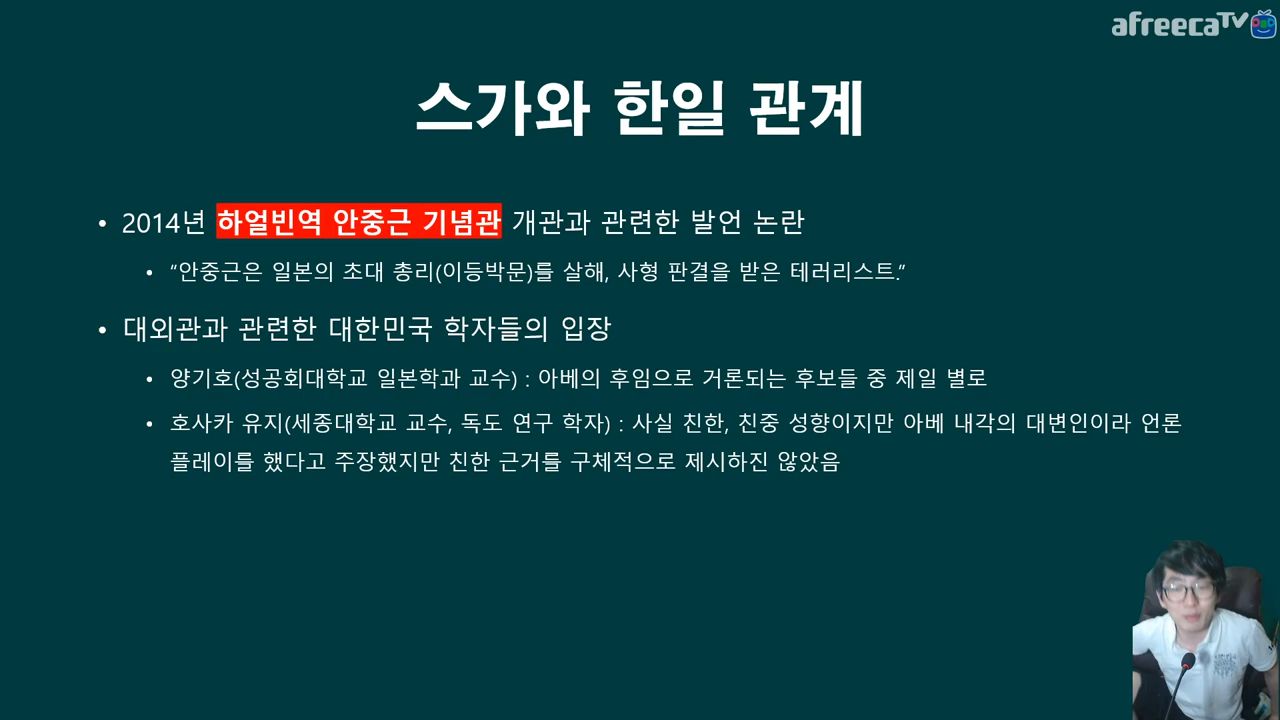 afreecaTV
스가와 한일 관계
• 2014년 하얼빈역 안중근 기념관 개관과 관련한 발언 논란
• “안중근은 일본의 초대 총리(이등박문)를 살해, 사형 판결을 받은 테러리스트.”
• 대외관과 관련한 대한민국 학자들의 입장
• 양기호(성공회대학교 일본학과 교수) : 아베의 후임으로 거론되는 후보들 중 제일 별로
• 호사카 유지(세종대학교 교수, 독도 연구 학자) : 사실 친한, 친중 성향이지만 아베 내각의 대변인이라 언론
플레이를 했다고 주장했지만 친한 근거를 구체적으로 제시하진 않았음